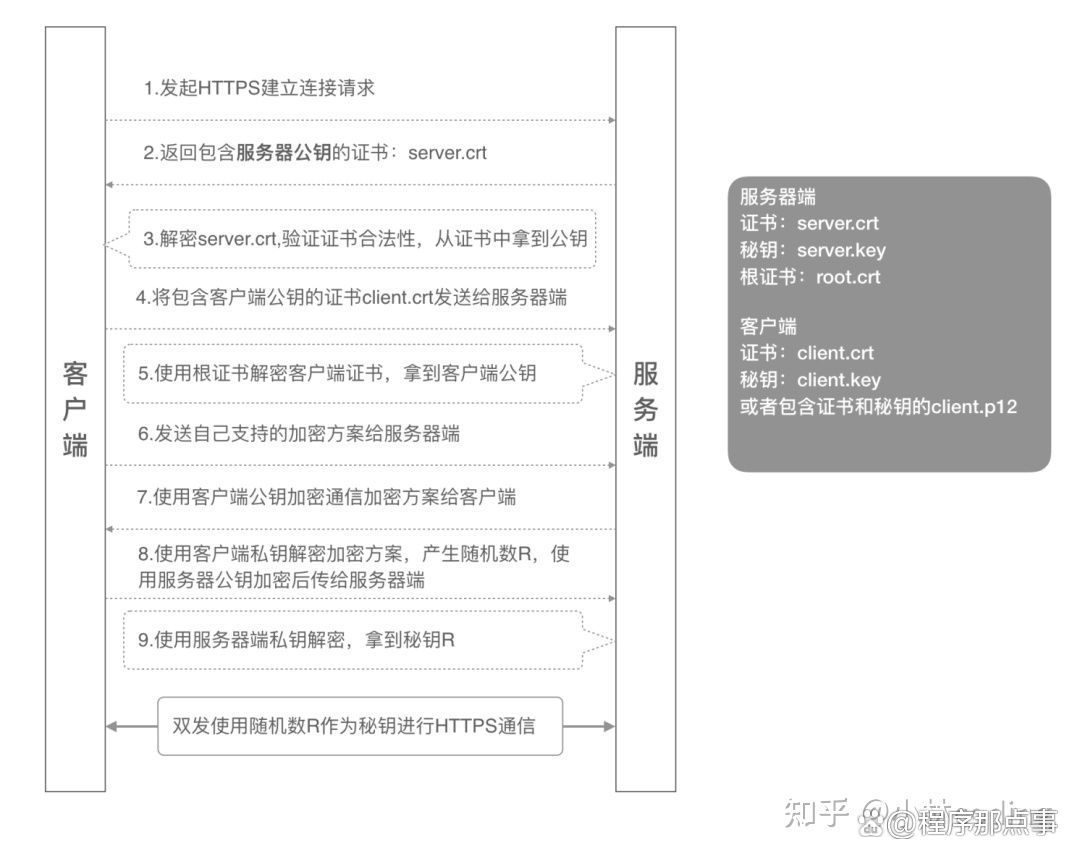 1.发起HTTPS建立连接请求
2.返回包含服务器公钥的证书：server.crt
3.解密server.crt,验证证书合法性，从证书中拿到公钥
4.将包含客户端公钥的证书client.crt发送给服务器端
5.使用根证书解密客户端证书，拿到客户端公钥
6.发送自己支持的加密方案给服务器端
7.使用客户端公钥加密通信加密方案给客户端
8.使用客户端私钥解密加密方案，产生随机数R，使
用服务器公钥加密后传给服务器端
9.使用服务器端私钥解密，拿到秘钥R
双发使用随机数R作为秘钥进行HTTPS通信
客户端
服务端
服务器端
证书：server.crt
秘钥：server.key
根证书：root.crt
客户端
证书：client.crt
秘钥：client.key
或者包含证书和秘钥的client.p12
知乎
du
@程序那点事